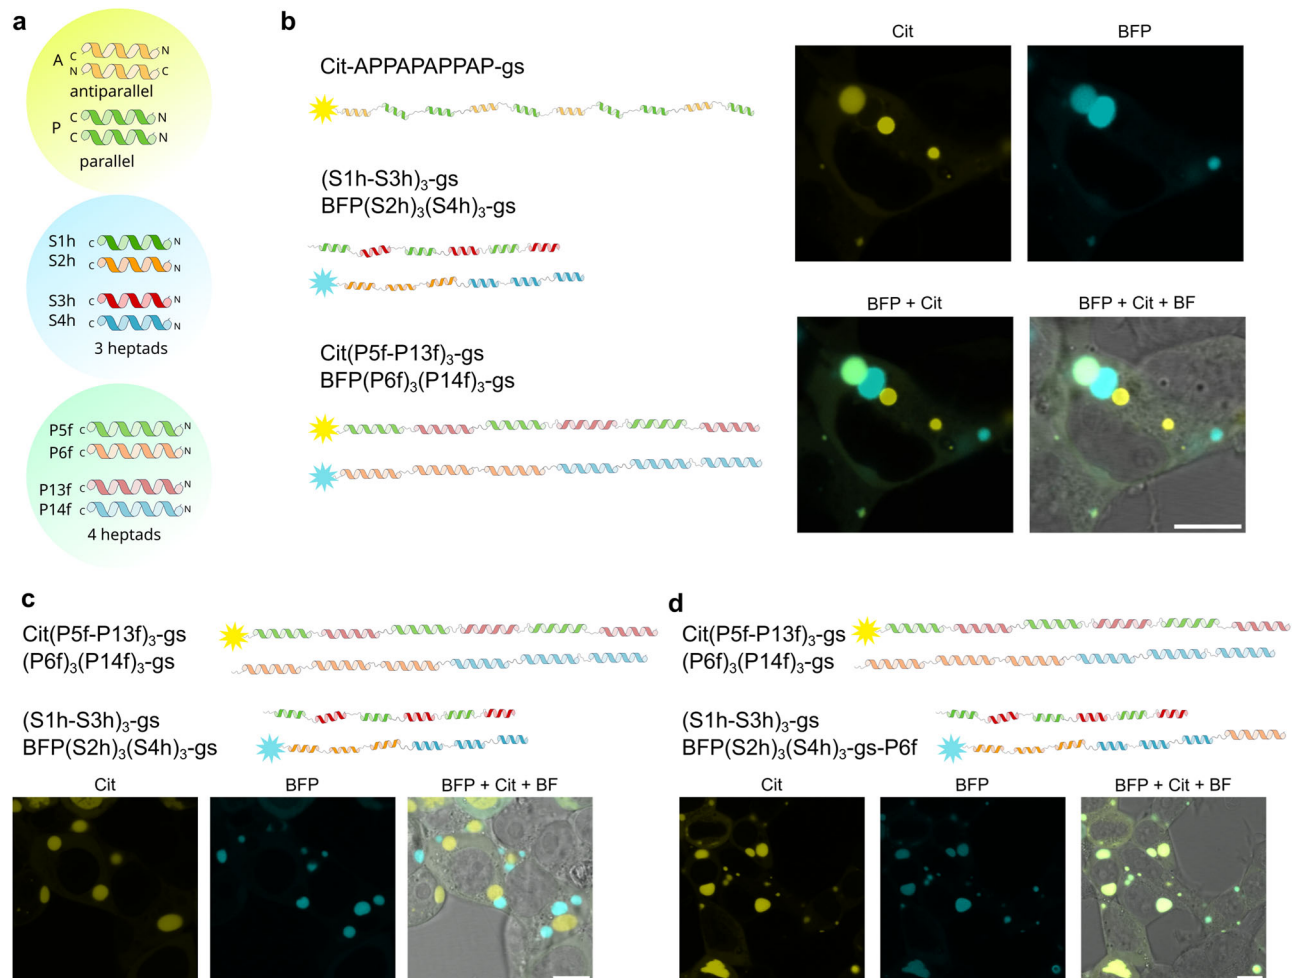 a
A
C
N
N
C
antiparallel
P
C
N
C
N
parallel
S1h
C
N
S2h
S3h
C
N
S4h
3 heptads
P5f
C
N
P6f
P13f
C
N
P14f
4 heptads
b
Cit-APPAPAPPAP-gs
(S1h-S3h)₃-gs
BFP(S2h)₃(S4h)₃-gs
Cit(P5f-P13f)₃-gs
BFP(P6f)₃(P14f)₃-gs
Cit
BFP
BFP + Cit
BFP + Cit + BF
c
Cit(P5f-P13f)₃-gs
(P6f)₃(P14f)₃-gs
(S1h-S3h)₃-gs
BFP(S2h)₃(S4h)₃-gs
Cit
BFP
BFP + Cit + BF
d
Cit(P5f-P13f)₃-gs
(P6f)₃(P14f)₃-gs
(S1h-S3h)₃-gs
BFP(S2h)₃(S4h)₃-gs-P6f
Cit
BFP
BFP + Cit + BF